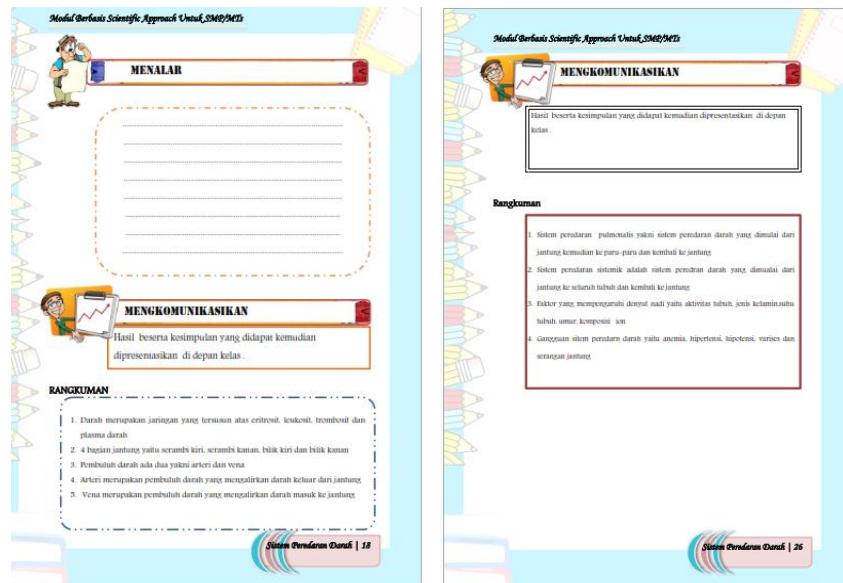 Modul Berbasis Scientific Approach Untuk SMP/MTs
MENALAR
MENGKOMUNIKASIKAN
Hasil beserta kesimpulan yang didapat kemudian
dipresentasikan di depan kelas .
RANGKUMAN
1. Darah merupakan jaringan yang tersusun atas eritrosit, leukosit, trombosit dan
plasma darah
2. 4 bagian jantung yaitu serambi kiri, serambi kanan, bilik kiri dan bilik kanan
3. Pembuluh darah ada dua yakni arteri dan vena
4. Arteri merupakan pembuluh darah yang mengalirkan darah keluar dari jantung
5. Vena merupakan pembuluh darah yang mengalirkan darah masuk ke jantung
Sistem Peredaran Darah | 18
Modul Berbasis Scientific Approach Untuk SMP/MTs
MENGKOMUNIKASIKAN
Hasil beserta kesimpulan yang didapat kemudian dipresentasikan di depan
kelas .
Rangkuman
1. Sistem peredaran pulmonalis yakni sistem peredaran darah yang dimulai dari
jantung kemudian ke paru-paru dan kembali ke jantung
2. Sistem peredaran sistemik adalah sistem peredran darah yang dimualai dari
jantung ke seluruh tubuh dan kembali ke jantung
3. Faktor yang mempengaruhi denyut nadi yaitu aktivitas tubuh, jenis kelamin,suhu
tubuh, umur, komposisi ion
4. Gangguan sitem peredarn darah yaitu anemia, hipertensi, hipotensi, varises dan
serangan jantung
Sistem Peredaran Darah | 26